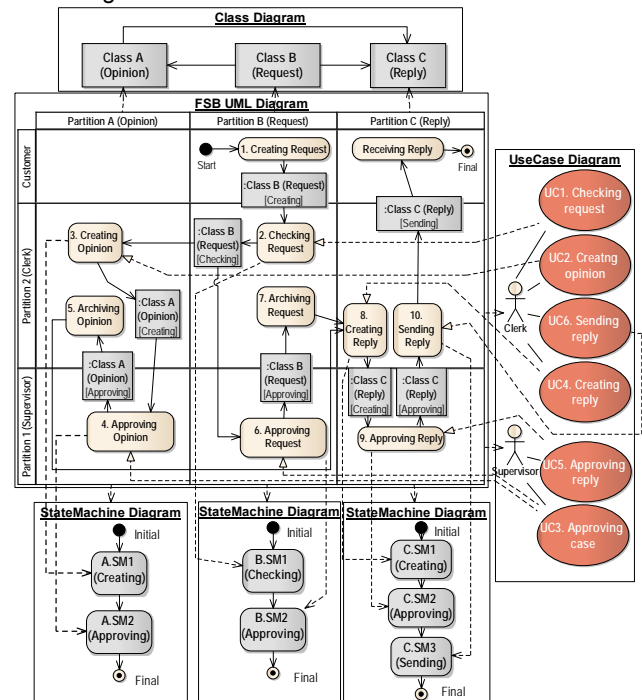 Class Diagram
Class A
(Opinion)
Class B
(Request)
Class C
(Reply)
FSB UML Diagram
Partition A (Opinion)
Partition B (Request)
Partition C (Reply)
Customer
Start
1. Creating Request
Receiving Reply
Final
:Class B (Request)
[Creating]
:Class C (Reply)
[Sending]
Partition 2 (Clerk)
3. Creating
Opinion
:Class B
(Request)
[Checking]
2. Checking
Request
:Class A
(Opinion)
[Creating]
5. Archiving
Opinion
7. Archiving
Request
8.
Creating
Reply
10.
Sending
Reply
:Class A
(Opinion)
[Approving]
:Class B
(Request)
[Approving]
:Class C
(Reply)
[Creating]
:Class C
(Reply)
[Approving]
Partition 1 (Supervisor)
4. Approving
Opinion
6. Approving
Request
9. Approving Reply
UseCase Diagram
UC1. Checking
request
UC2. Creatng
opinion
Clerk
UC6. Sending
reply
UC4. Creating
reply
Supervisor
UC5. Approving
reply
UC3. Approving
case
StateMachine Diagram
Initial
A.SM1
(Creating)
A.SM2
(Approving)
Final
StateMachine Diagram
Initial
B.SM1
(Checking)
B.SM2
(Approving)
Final
StateMachine Diagram
Initial
C.SM1
(Creating)
C.SM2
(Approving)
C.SM3
(Sending)
Final